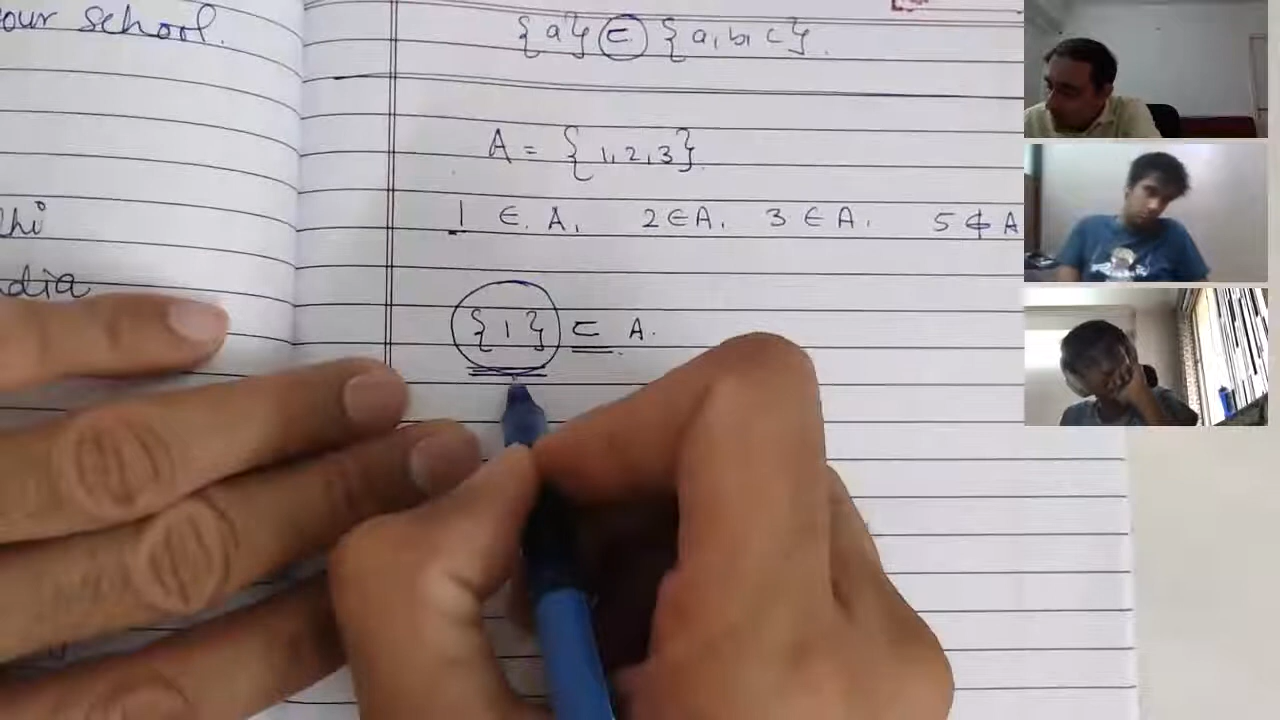 our school.
{a} ⊂ {a, b, c}.
A = {1, 2, 3}.
1 ∈ A, 2 ∈ A, 3 ∈ A, 5 ∉ A
{1} ⊂ A.